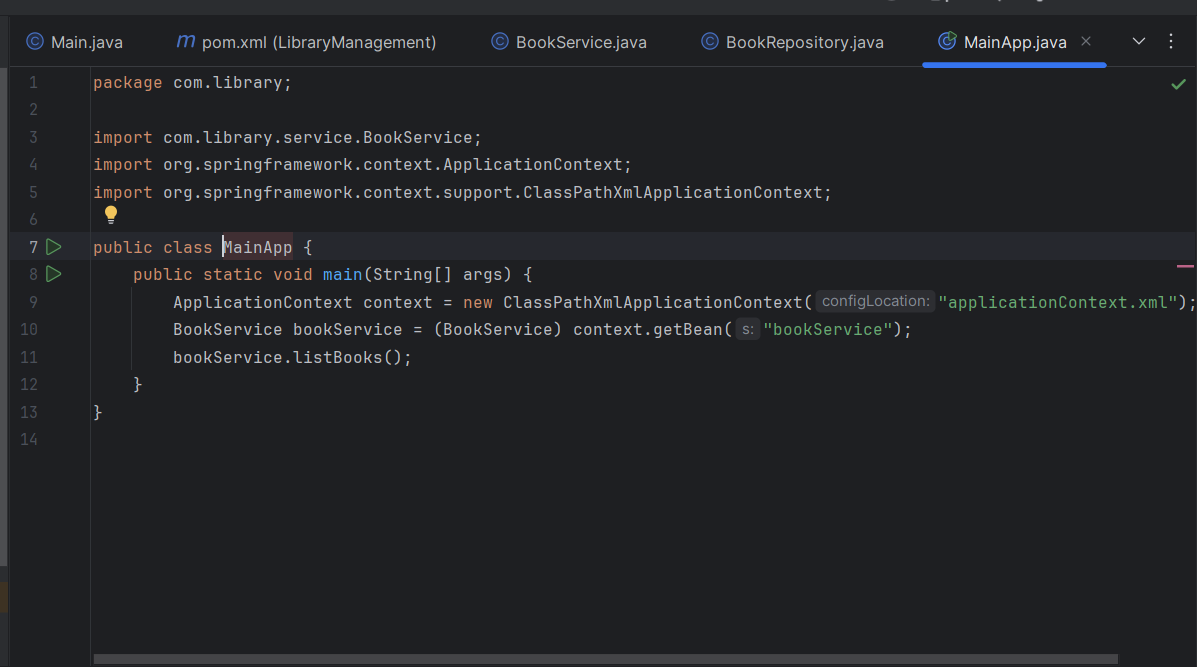 Main.java
pom.xml (LibraryManagement)
BookService.java
BookRepository.java
MainApp.java
1 package com.library;
2
3 import com.library.service.BookService;
4 import org.springframework.context.ApplicationContext;
5 import org.springframework.context.support.ClassPathXmlApplicationContext;
6
7 public class MainApp {
8 public static void main(String[] args) {
9 ApplicationContext context = new ClassPathXmlApplicationContext( configLocation: "applicationContext.xml");
10 BookService bookService = (BookService) context.getBean( s: "bookService");
11 bookService.listBooks();
12 }
13 }
14